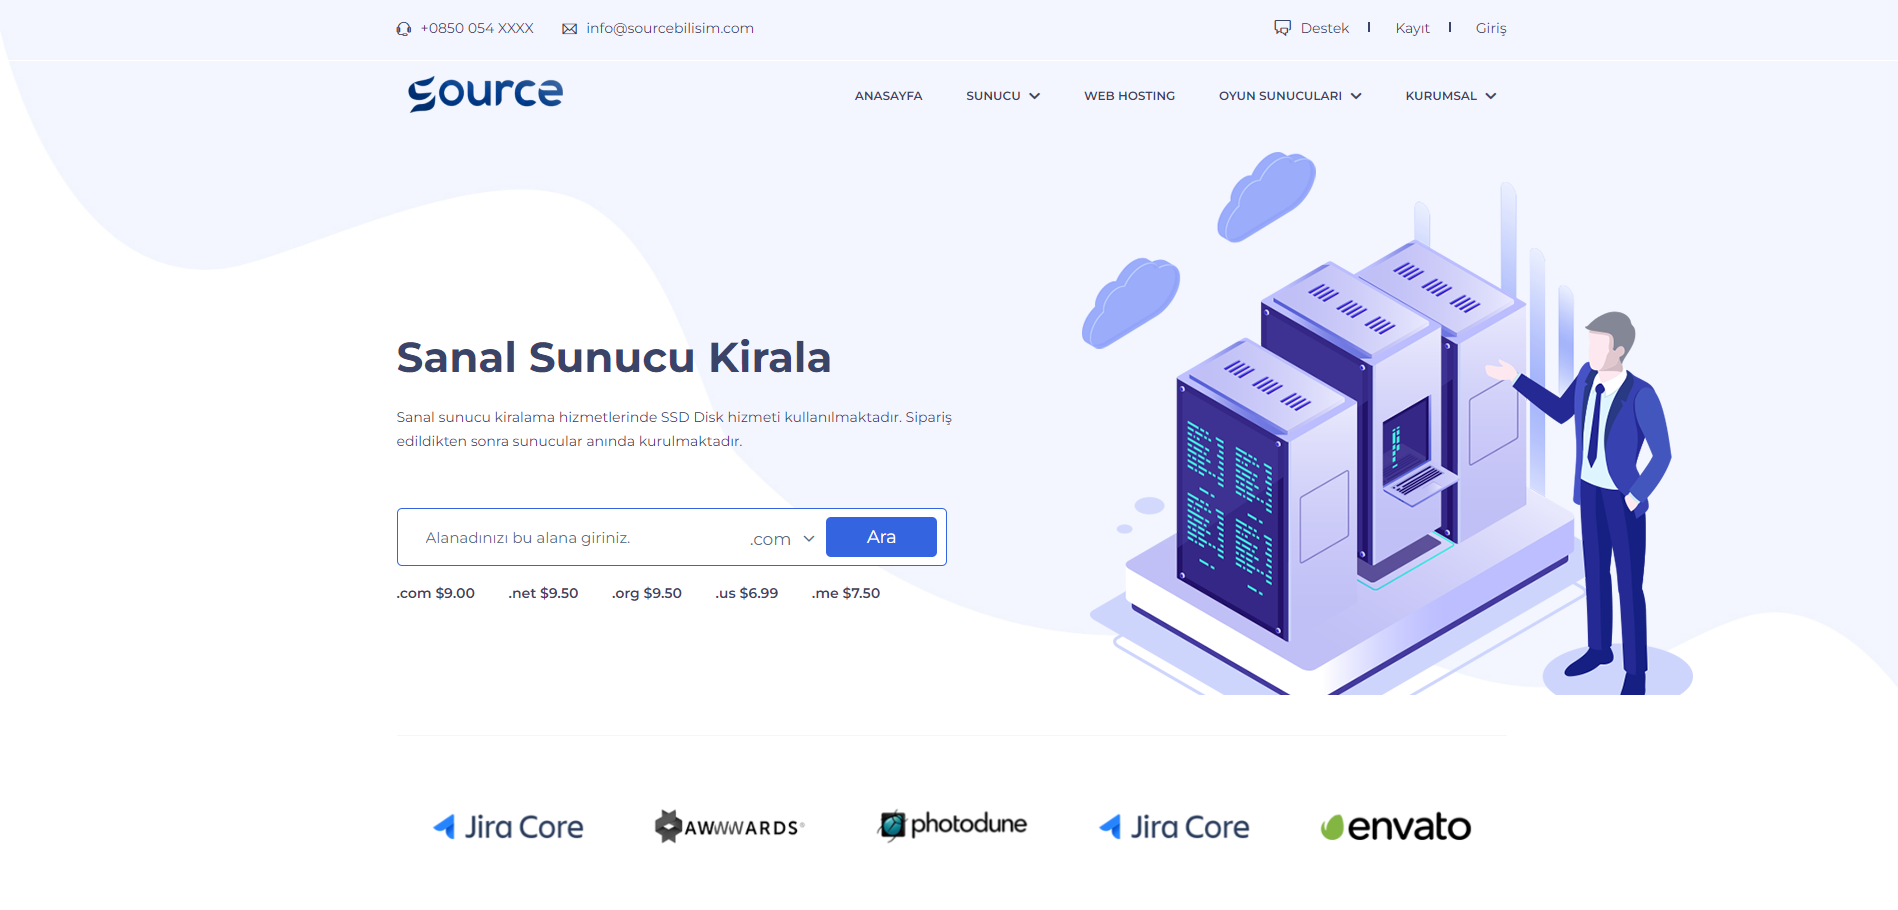 +0850 054 XXXX
info@sourcebilisim.com
Destek
Kayıt
Giriş
Source
ANASAYFA
SUNUCU
WEB HOSTING
OYUN SUNUCULARI
KURUMSAL
Sanal Sunucu Kirala
Sanal sunucu kiralama hizmetlerinde SSD Disk hizmeti kullanılmaktadır. Sipariş
edildikten sonra sunucular anında kurulmaktadır.
Alanadınızı bu alana giriniz.
.com
Ara
.com $9.00
.net $9.50
.org $9.50
.us $6.99
.me $7.50
Jira Core
AWWWARDS®
photodune
Jira Core
envato